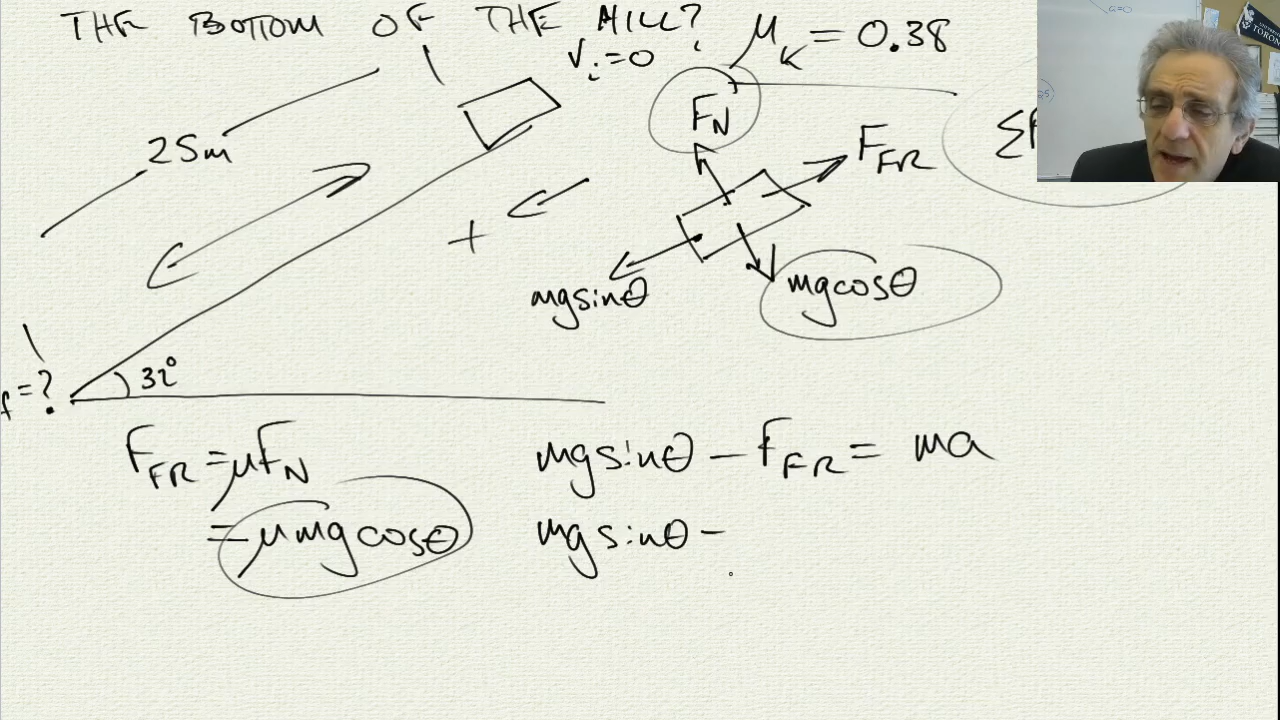 THE BOTTOM OF THE HILL? μK = 0.38
Vi=0
FN
25m
FFR
Σ
+
mgsinθ
mgcosθ
f=?
32°
FFR = μFN
mgsinθ − FFR = ma
= μmgcosθ
mgsinθ −
TORON